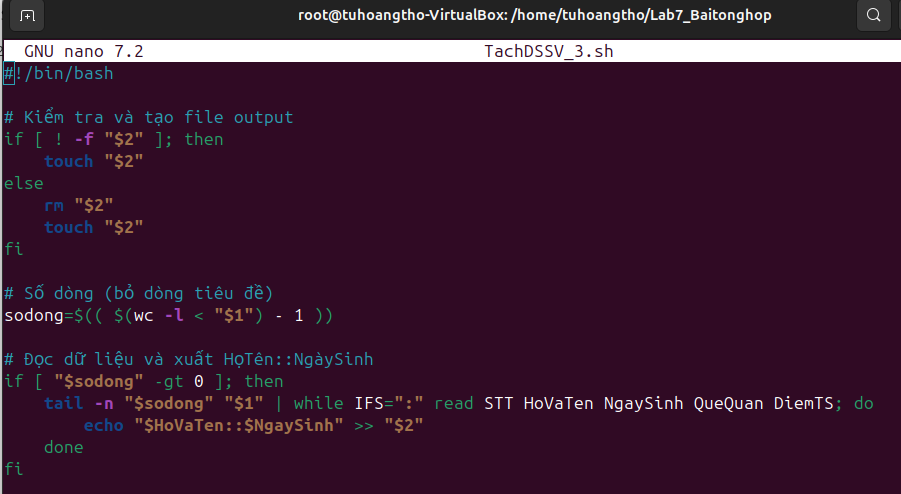 root@tuhoangtho-VirtualBox: /home/tuhoangtho/Lab7_Baitonghop
GNU nano 7.2 TachDSSV_3.sh
#!/bin/bash
# Kiểm tra và tạo file output
if [ ! -f "$2" ]; then
    touch "$2"
else
    rm "$2"
    touch "$2"
fi
# Số dòng (bỏ dòng tiêu đề)
sodong=$(( $(wc -l < "$1") - 1 ))
# Đọc dữ liệu và xuất HọTên::NgàySinh
if [ "$sodong" -gt 0 ]; then
    tail -n "$sodong" "$1" | while IFS=":" read STT HoVaTen NgaySinh QueQuan DiemTS; do
        echo "$HoVaTen::$NgaySinh" >> "$2"
    done
fi